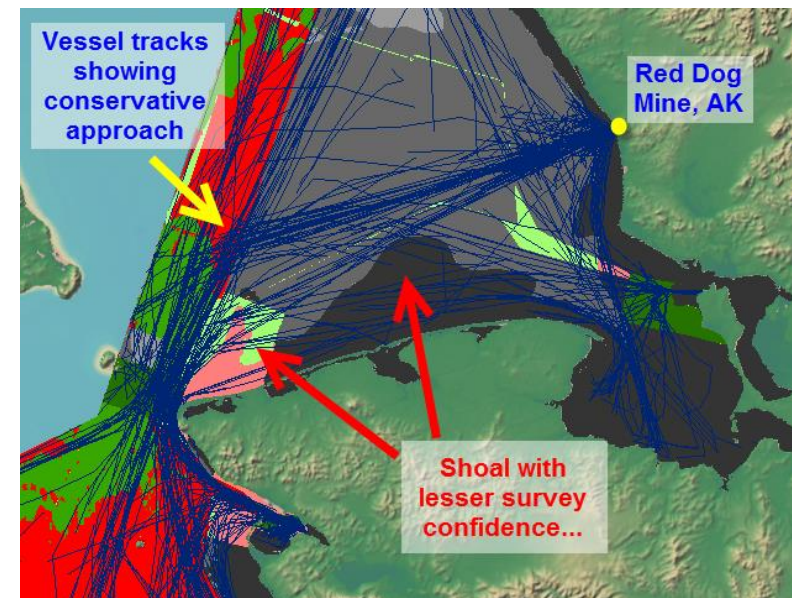 Vessel tracks
showing
conservative
approach
Red Dog
Mine, AK
Shoal with
lesser survey
confidence...